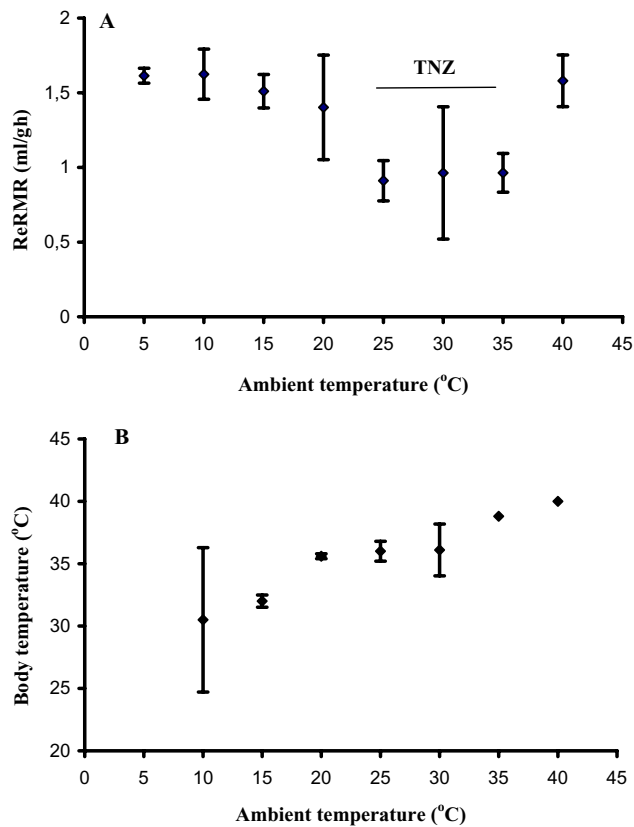 A
2
1,5
1
0,5
0
ReRMR (ml/gh)
TNZ
0 5 10 15 20 25 30 35 40 45
Ambient temperature (°C)
B
45
40
35
30
25
20
Body temperature (°C)
0 5 10 15 20 25 30 35 40 45
Ambient temperature (°C)